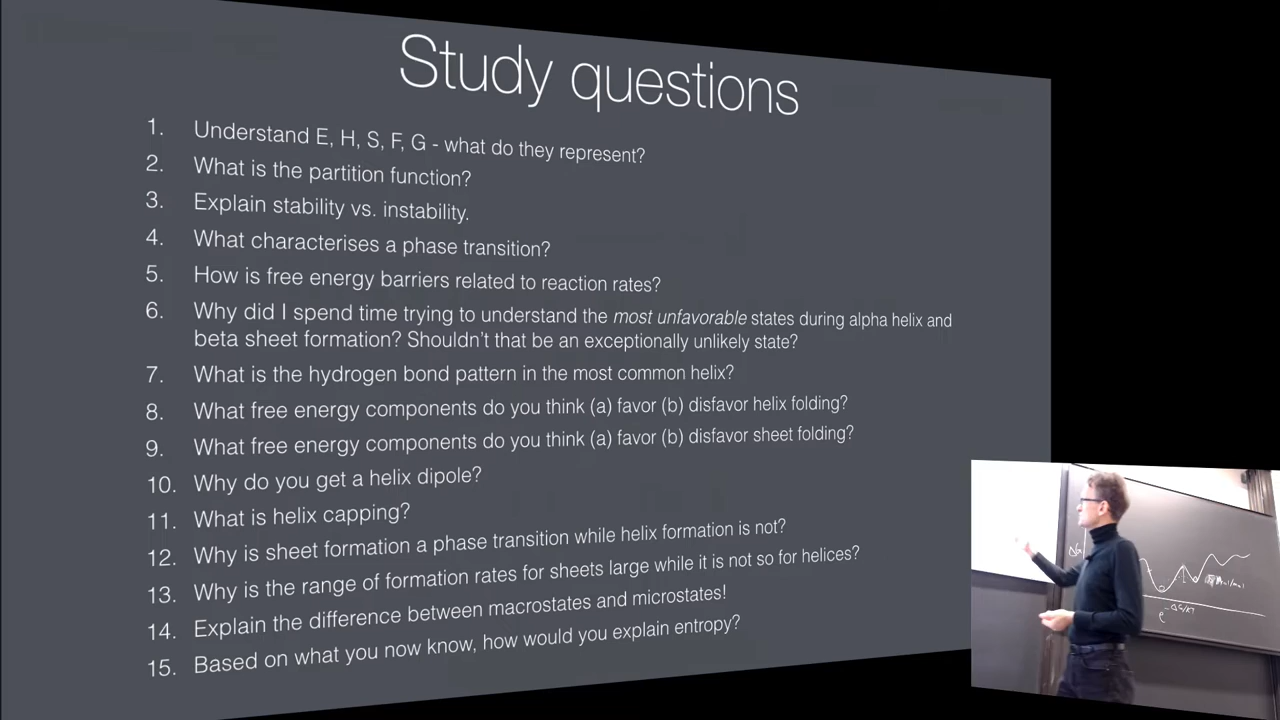 Study questions
1. Understand E, H, S, F, G - what do they represent?
2. What is the partition function?
3. Explain stability vs. instability.
4. What characterises a phase transition?
5. How is free energy barriers related to reaction rates?
6. Why did I spend time trying to understand the most unfavorable states during alpha helix and
beta sheet formation? Shouldn't that be an exceptionally unlikely state?
7. What is the hydrogen bond pattern in the most common helix?
8. What free energy components do you think (a) favor (b) disfavor helix folding?
9. What free energy components do you think (a) favor (b) disfavor sheet folding?
10. Why do you get a helix dipole?
11. What is helix capping?
12. Why is sheet formation a phase transition while helix formation is not?
13. Why is the range of formation rates for sheets large while it is not so for helices?
14. Explain the difference between macrostates and microstates!
15. Based on what you now know, how would you explain entropy?